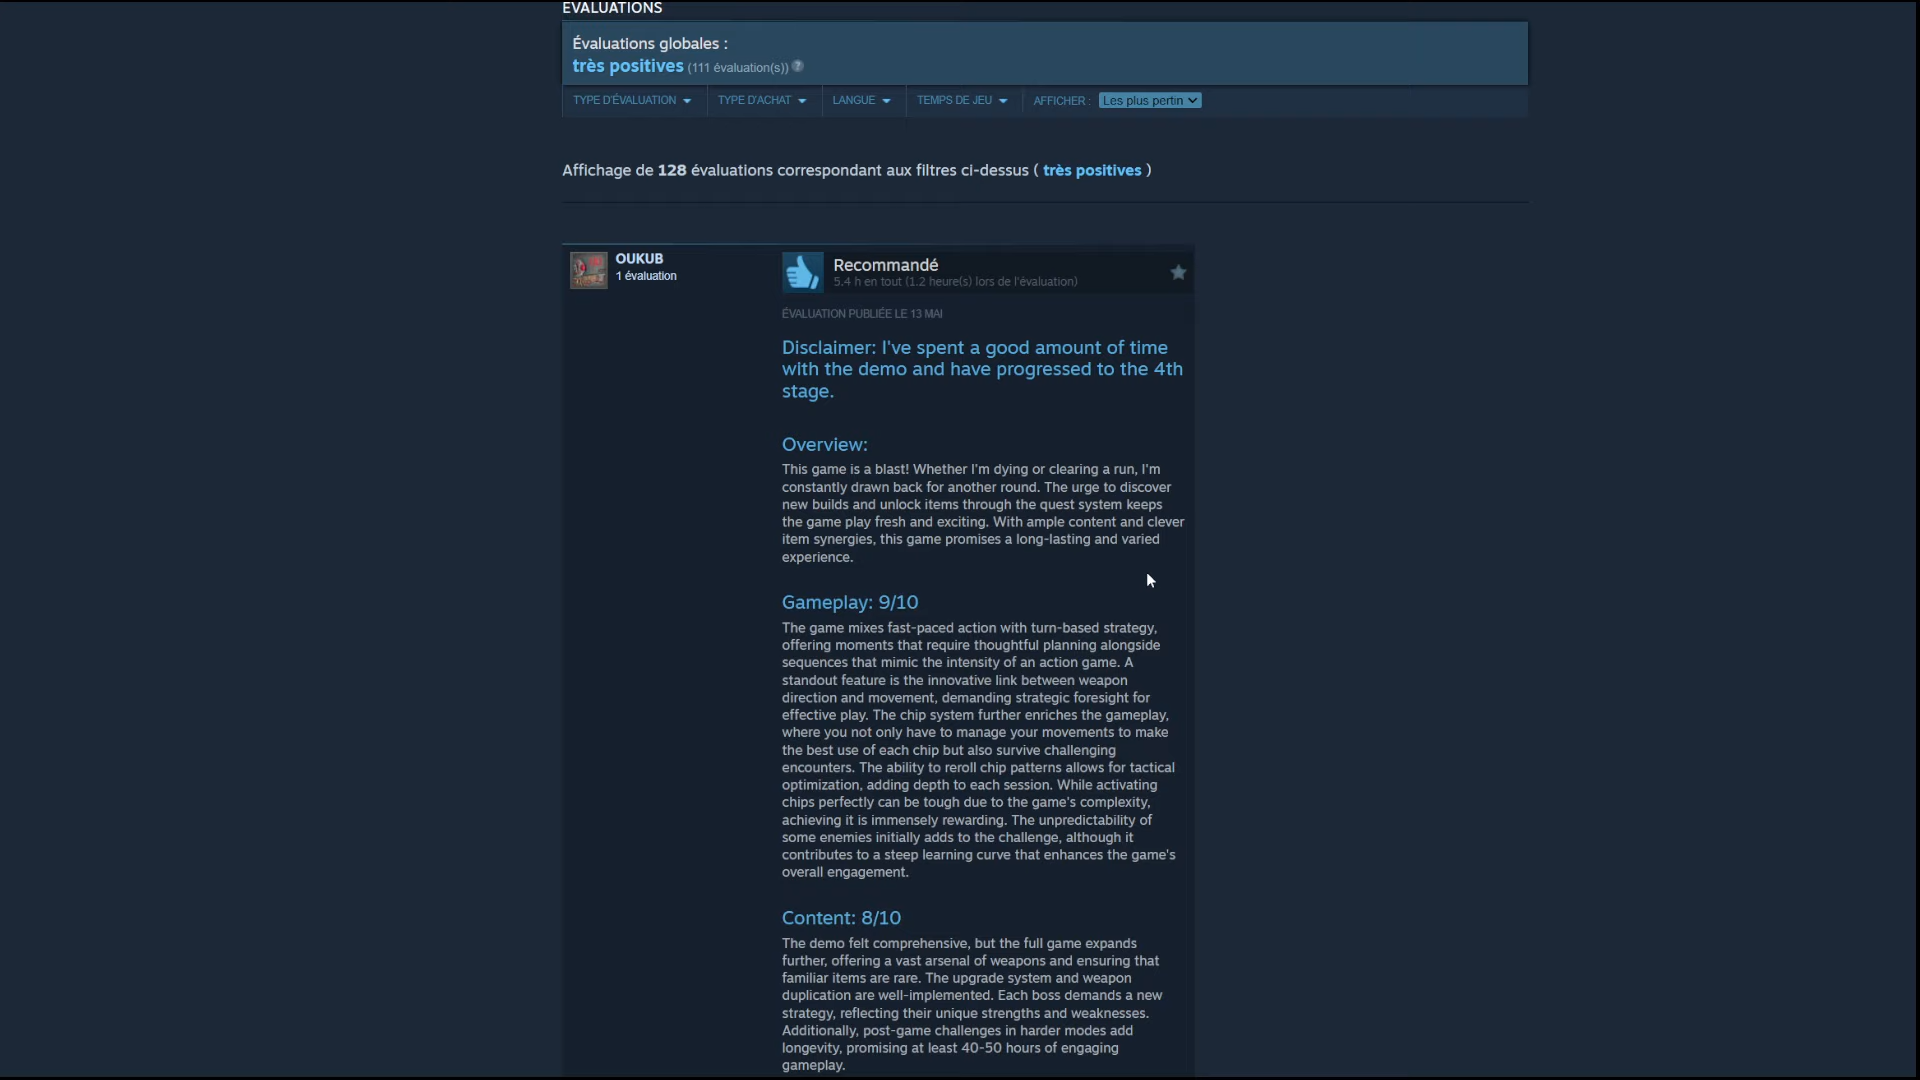 ÉVALUATIONS
Évaluations globales :
très positives (111 évaluation(s)) ?
TYPE D'ÉVALUATION TYPE D'ACHAT LANGUE TEMPS DE JEU AFFICHER : Les plus pertin
Affichage de 128 évaluations correspondant aux filtres ci-dessus ( très positives )
OUKUB
1 évaluation
Recommandé
5.4 h en tout (1.2 heure(s) lors de l'évaluation)
ÉVALUATION PUBLIÉE LE 13 MAI
Disclaimer: I've spent a good amount of time
with the demo and have progressed to the 4th
stage.
Overview:
This game is a blast! Whether I'm dying or clearing a run, I'm
constantly drawn back for another round. The urge to discover
new builds and unlock items through the quest system keeps
the game play fresh and exciting. With ample content and clever
item synergies, this game promises a long-lasting and varied
experience.
Gameplay: 9/10
The game mixes fast-paced action with turn-based strategy,
offering moments that require thoughtful planning alongside
sequences that mimic the intensity of an action game. A
standout feature is the innovative link between weapon
direction and movement, demanding strategic foresight for
effective play. The chip system further enriches the gameplay,
where you not only have to manage your movements to make
the best use of each chip but also survive challenging
encounters. The ability to reroll chip patterns allows for tactical
optimization, adding depth to each session. While activating
chips perfectly can be tough due to the game's complexity,
achieving it is immensely rewarding. The unpredictability of
some enemies initially adds to the challenge, although it
contributes to a steep learning curve that enhances the game's
overall engagement.
Content: 8/10
The demo felt comprehensive, but the full game expands
further, offering a vast arsenal of weapons and ensuring that
familiar items are rare. The upgrade system and weapon
duplication are well-implemented. Each boss demands a new
strategy, reflecting their unique strengths and weaknesses.
Additionally, post-game challenges in harder modes add
longevity, promising at least 40-50 hours of engaging
gameplay.